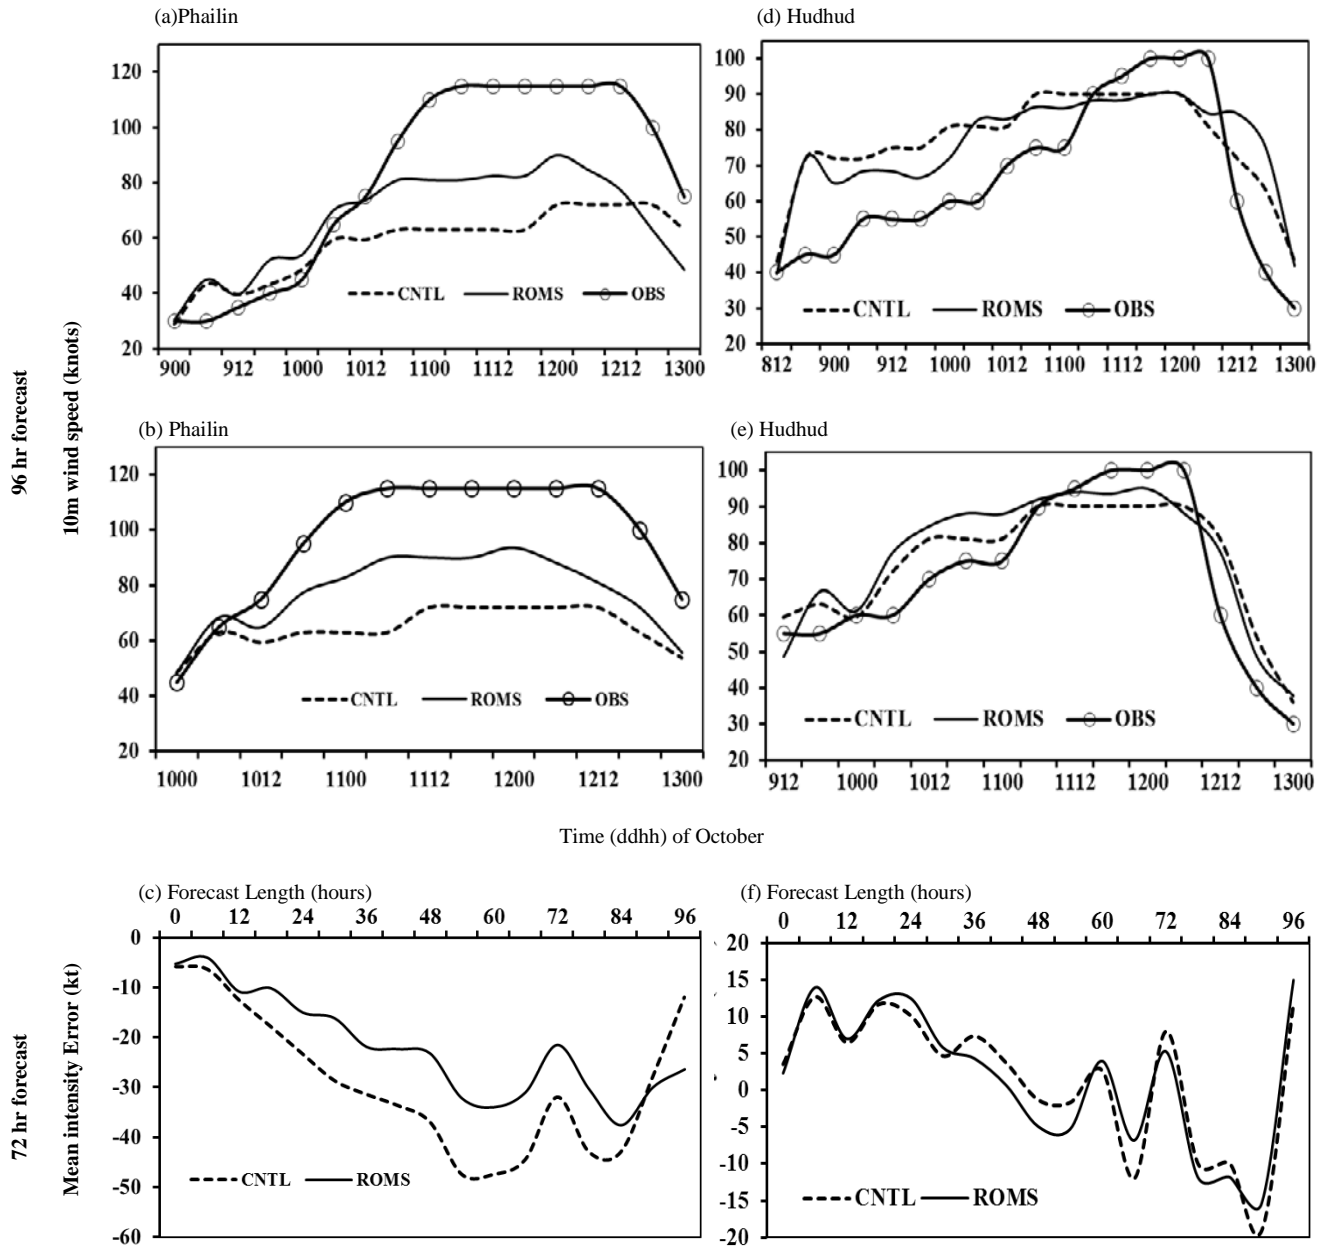 (a)Phailin
120
100
80
60
40
20
CNTL ROMS OBS
900 912 1000 1012 1100 1112 1200 1212 1300
(d) Hudhud
100
90
80
70
60
50
40
30
20
CNTL ROMS OBS
812 900 912 1000 1012 1100 1112 1200 1212 1300
96 hr forecast
10m wind speed (knots)
(b) Phailin
120
100
80
60
40
20
CNTL ROMS OBS
1000 1012 1100 1112 1200 1212 1300
(e) Hudhud
100
90
80
70
60
50
40
30
20
CNTL ROMS OBS
912 1000 1012 1100 1112 1200 1212 1300
Time (ddhh) of October
72 hr forecast
Mean intensity Error (kt)
(c) Forecast Length (hours)
0 12 24 36 48 60 72 84 96
0
-10
-20
-30
-40
-50
-60
CNTL ROMS
(f) Forecast Length (hours)
0 12 24 36 48 60 72 84 96
20
15
10
5
0
-5
-10
-15
-20
CNTL ROMS